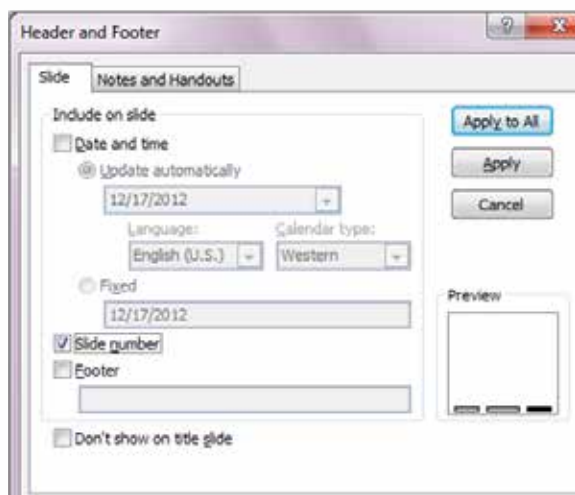 Header and Footer
Slide
Notes and Handouts
Include on slide
Date and time
Update automatically
12/17/2012
Language:
Calendar type:
English (U.S.)
Western
Fixed
12/17/2012
Slide number
Footer
Don't show on title slide
Apply to All
Apply
Cancel
Preview